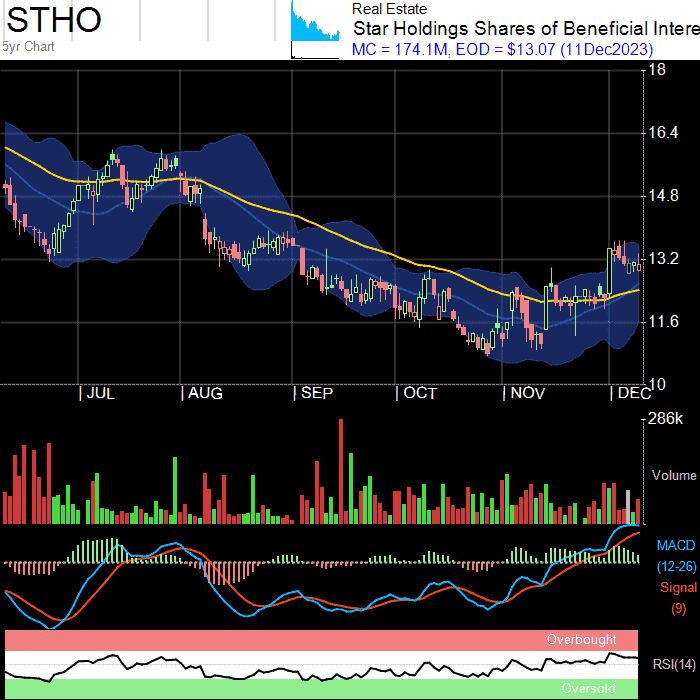 STHO
5yr Chart
Real Estate
Star Holdings Shares of Beneficial Intere
MC = 174.1M, EOD = $13.07 (11Dec2023)
18
16.4
14.8
13.2
11.6
10
| JUL | AUG | SEP | OCT | NOV | DEC
286k
Volume
MACD
(12-26)
Signal
(9)
Overbought
RSI(14)
Oversold